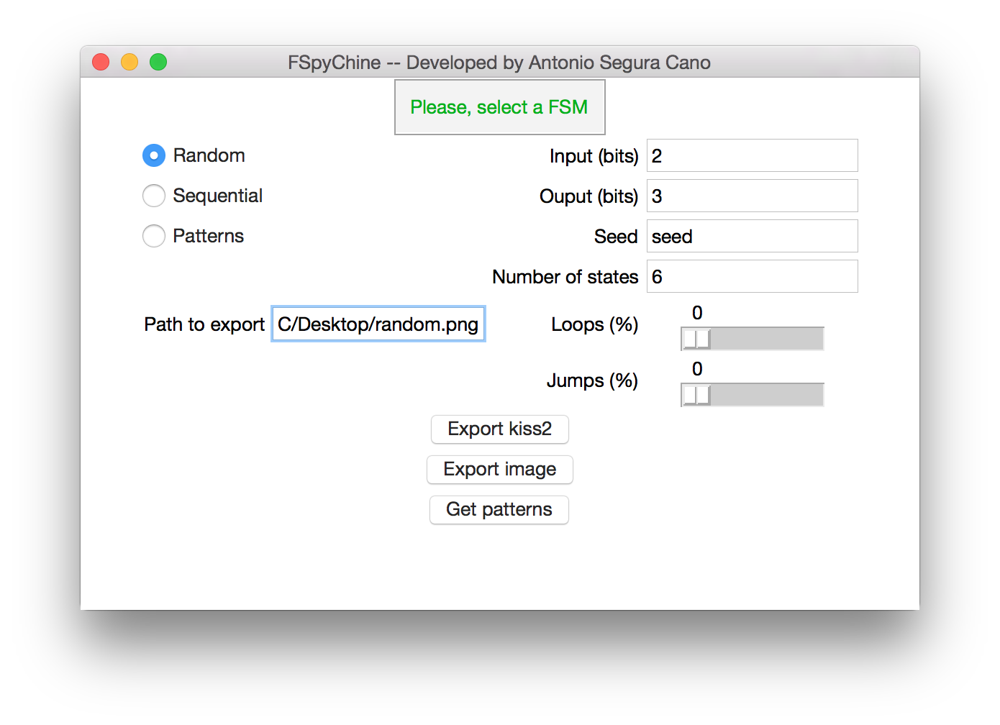 FSpyChine -- Developed by Antonio Segura Cano
Please, select a FSM
Random
Input (bits) 2
Sequential
Ouput (bits) 3
Patterns
Seed seed
Number of states 6
Path to export C/Desktop/random.png
Loops (%) 0
Jumps (%) 0
Export kiss2
Export image
Get patterns